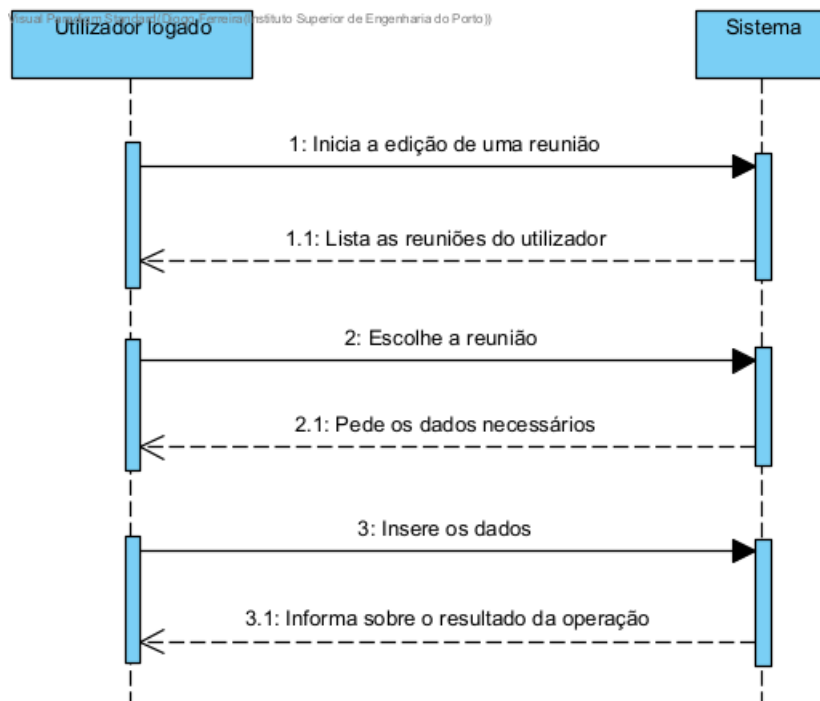 Visual Paradigm Standard(Diogo Ferreira(Instituto Superior de Engenharia do Porto))
Utilizador logado
Sistema
1: Inicia a edição de uma reunião
1.1: Lista as reuniões do utilizador
2: Escolhe a reunião
2.1: Pede os dados necessários
3: Insere os dados
3.1: Informa sobre o resultado da operação